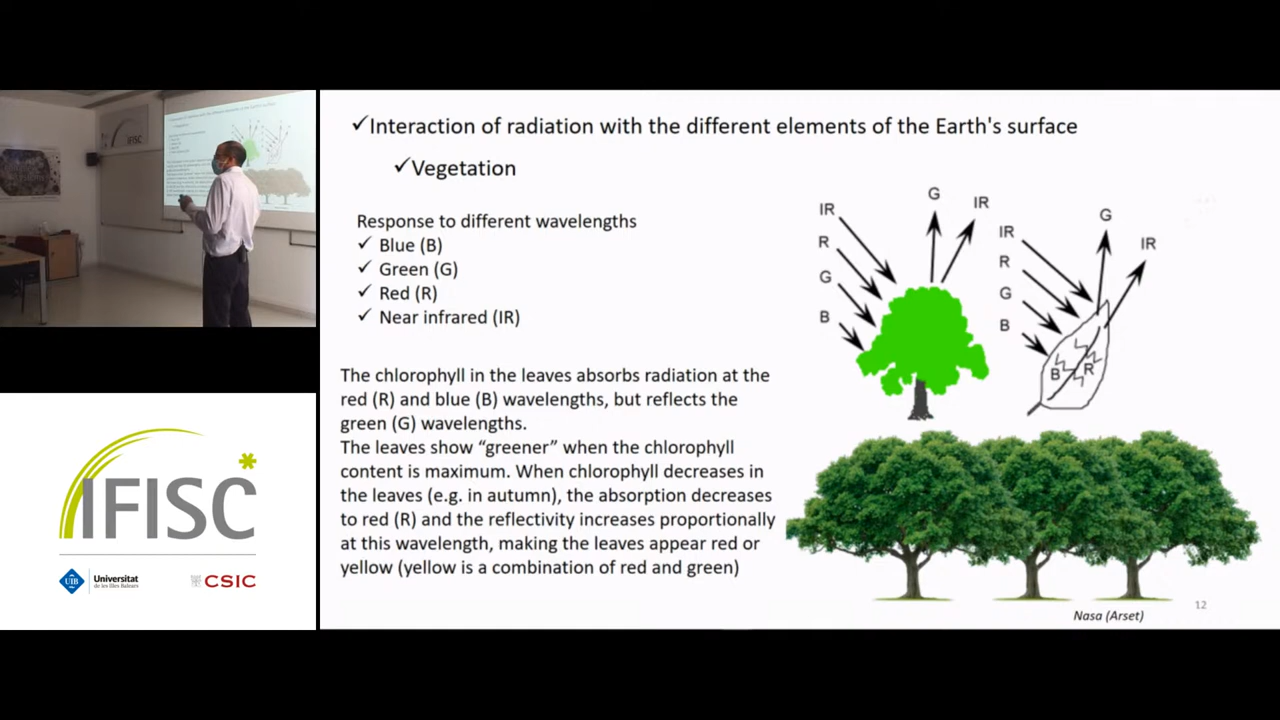 ✓Interaction of radiation with the different elements of the Earth's surface
✓Vegetation
Response to different wavelengths
✓ Blue (B)
✓ Green (G)
✓ Red (R)
✓ Near infrared (IR)
The chlorophyll in the leaves absorbs radiation at the
red (R) and blue (B) wavelengths, but reflects the
green (G) wavelengths.
The leaves show “greener” when the chlorophyll
content is maximum. When chlorophyll decreases in
the leaves (e.g. in autumn), the absorption decreases
to red (R) and the reflectivity increases proportionally
at this wavelength, making the leaves appear red or
yellow (yellow is a combination of red and green)
IR
R
G
B
G
IR
IR
R
G
B
G
IR
B
R
Nasa (Arset)
12
IFISC
UIB
Universitat
de les Illes Balears
CSIC